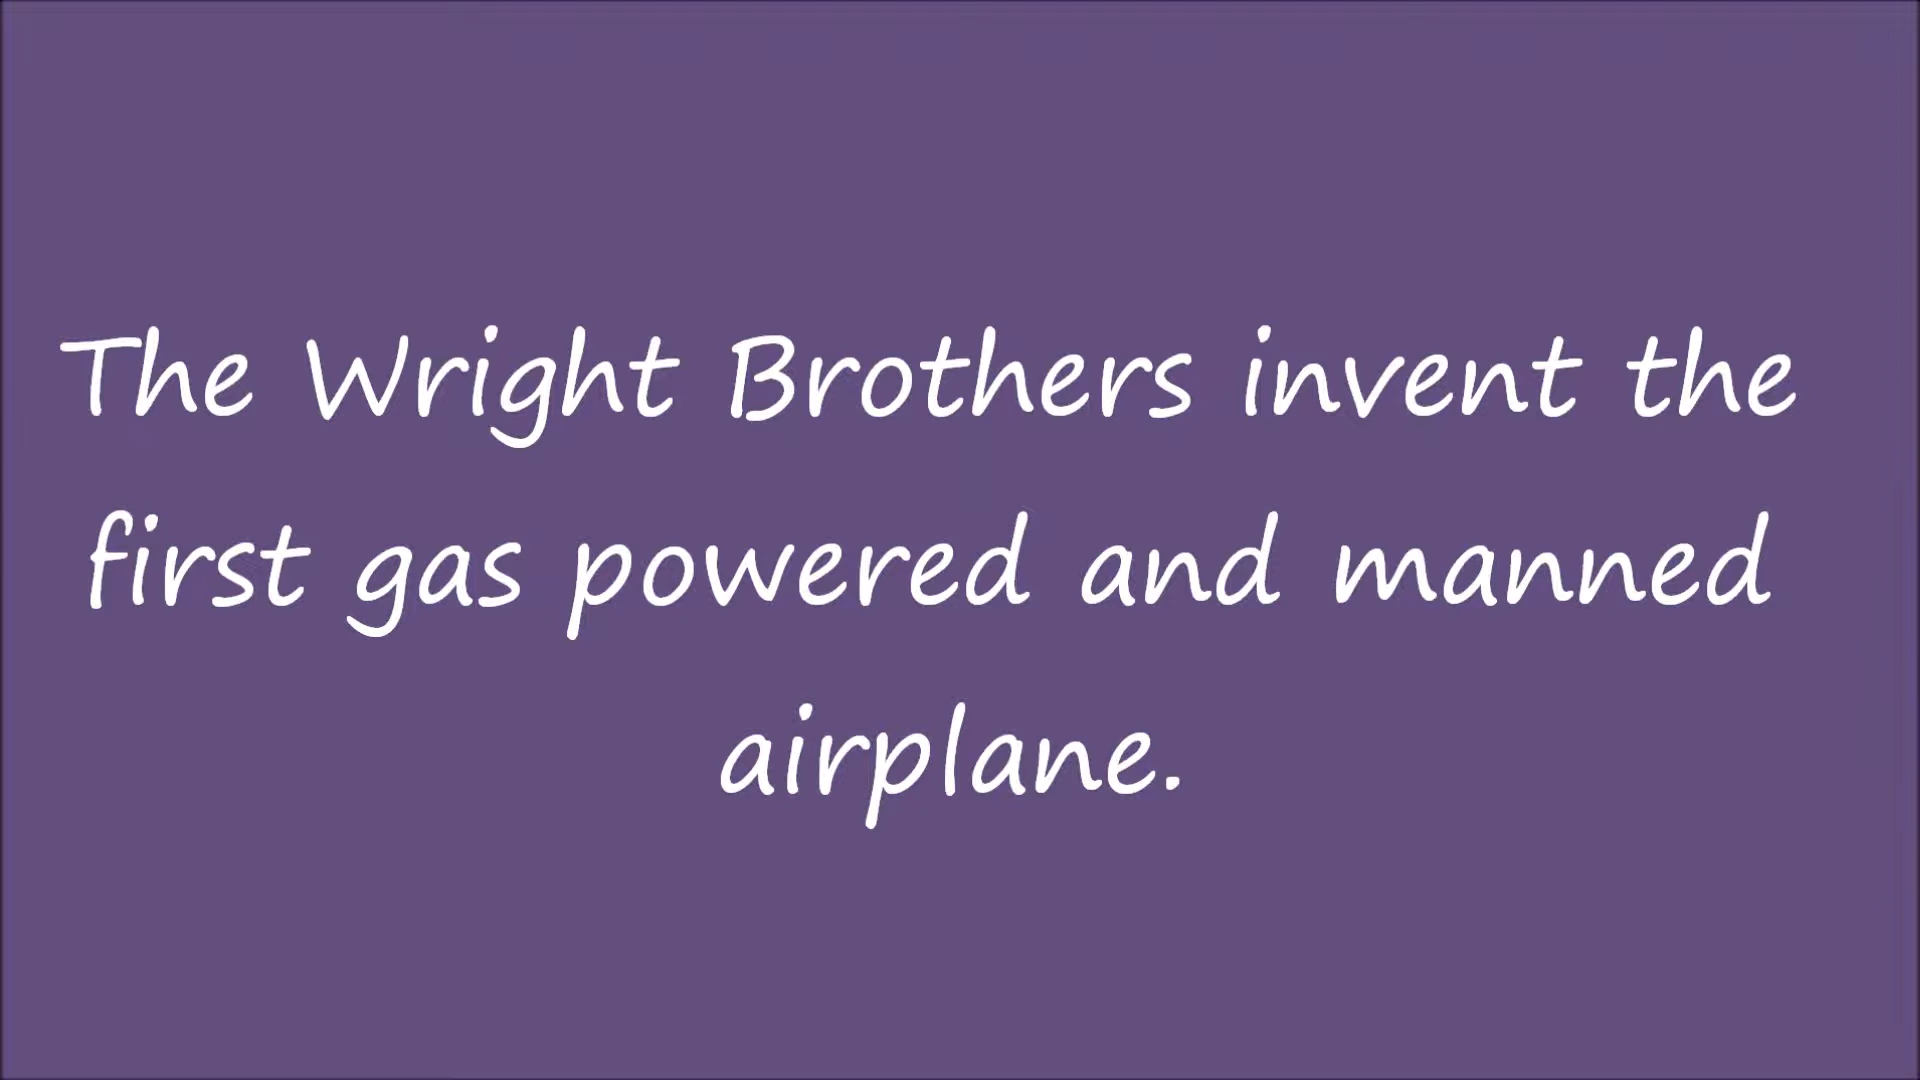 The Wright Brothers invent the
first gas powered and manned
airplane.